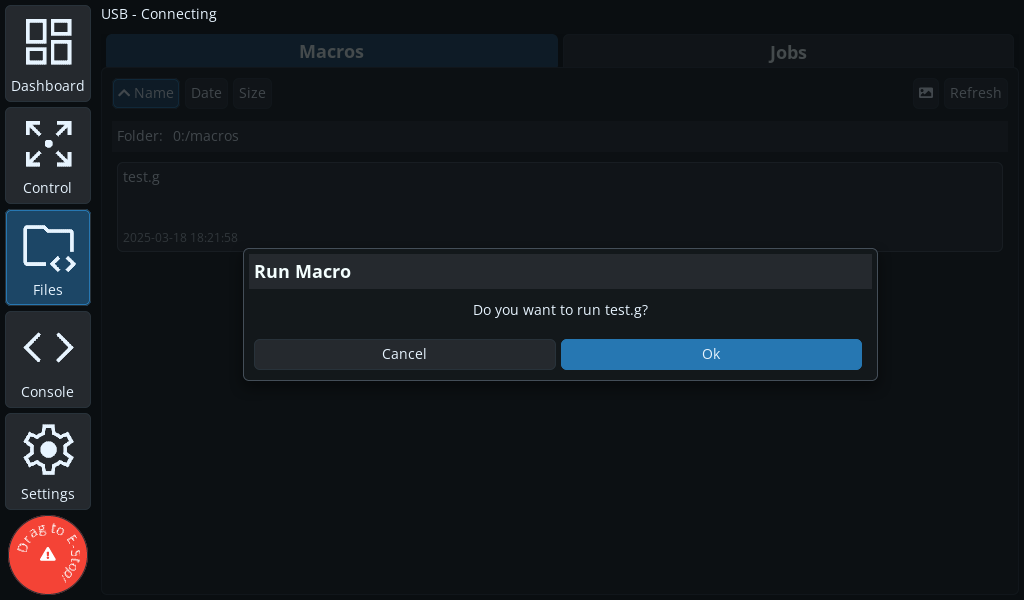 USB - Connecting
Dashboard
Control
Files
Console
Settings
Drag to E-Stop!
Macros
Jobs
Name
Date
Size
Refresh
Folder: 0:/macros
test.g
2025-03-18 18:21:58
Run Macro
Do you want to run test.g?
Cancel
Ok